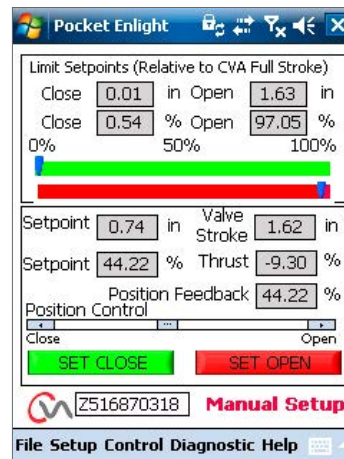 Pocket Enlight
Limit Setpoints (Relative to CVA Full Stroke)
Close 0.01 in Open 1.63 in
Close 0.54 % Open 97.05 %
0% 50% 100%
Setpoint 0.74 in Valve Stroke 1.62 in
Setpoint 44.22 % Thrust -9.30 %
Position Feedback 44.22 %
Position Control
Close Open
SET CLOSE SET OPEN
Z516870318 Manual Setup
File Setup Control Diagnostic Help